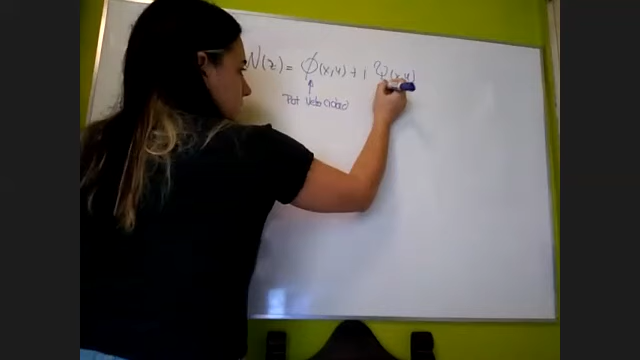 W(z) = ϕ(x,y) + i Ψ(x,y)
↑
Pot Velocidad